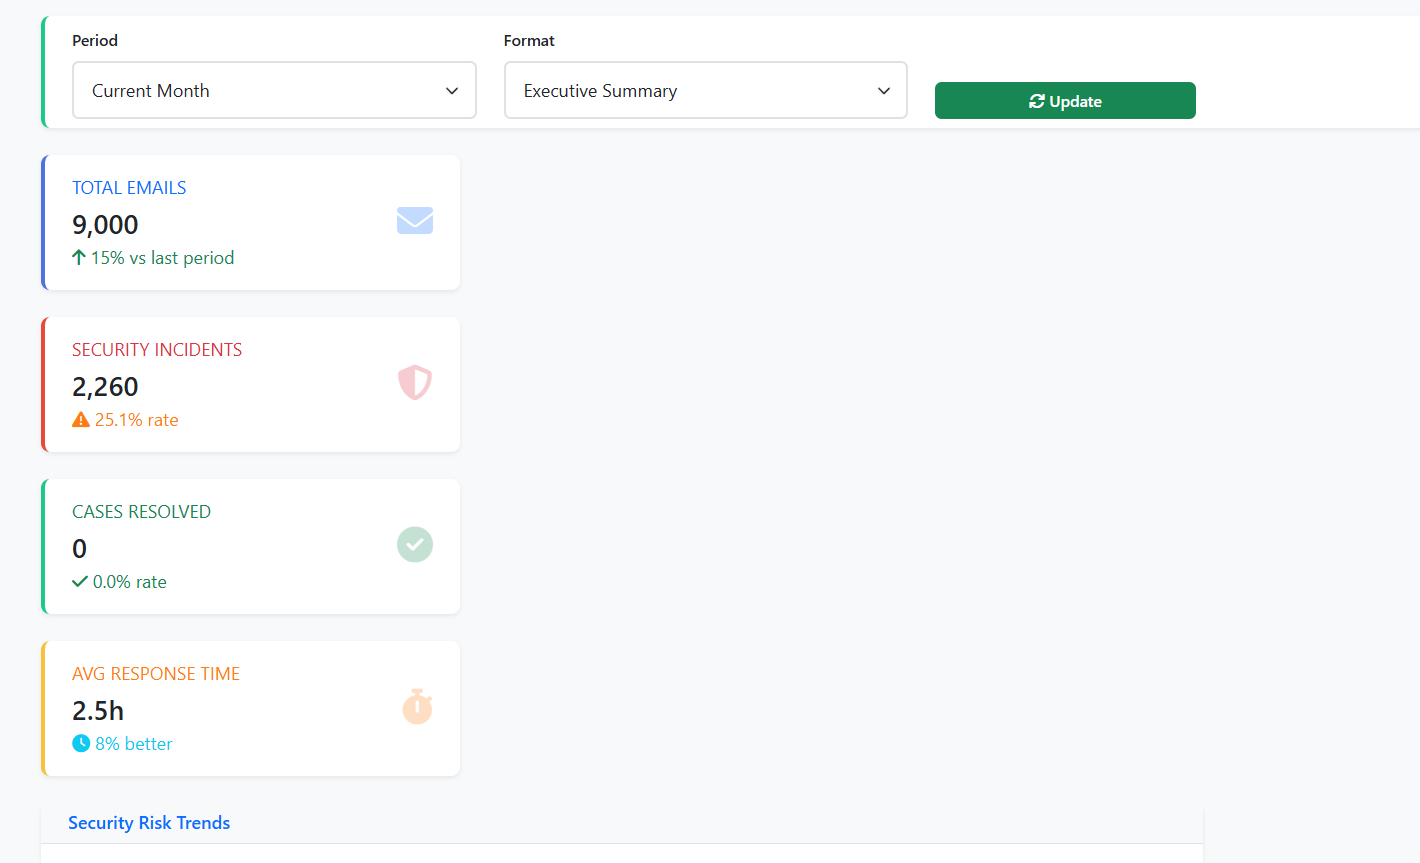 Period
Format
Current Month
Executive Summary
Update
TOTAL EMAILS
9,000
15% vs last period
SECURITY INCIDENTS
2,260
25.1% rate
CASES RESOLVED
0
0.0% rate
AVG RESPONSE TIME
2.5h
8% better
Security Risk Trends